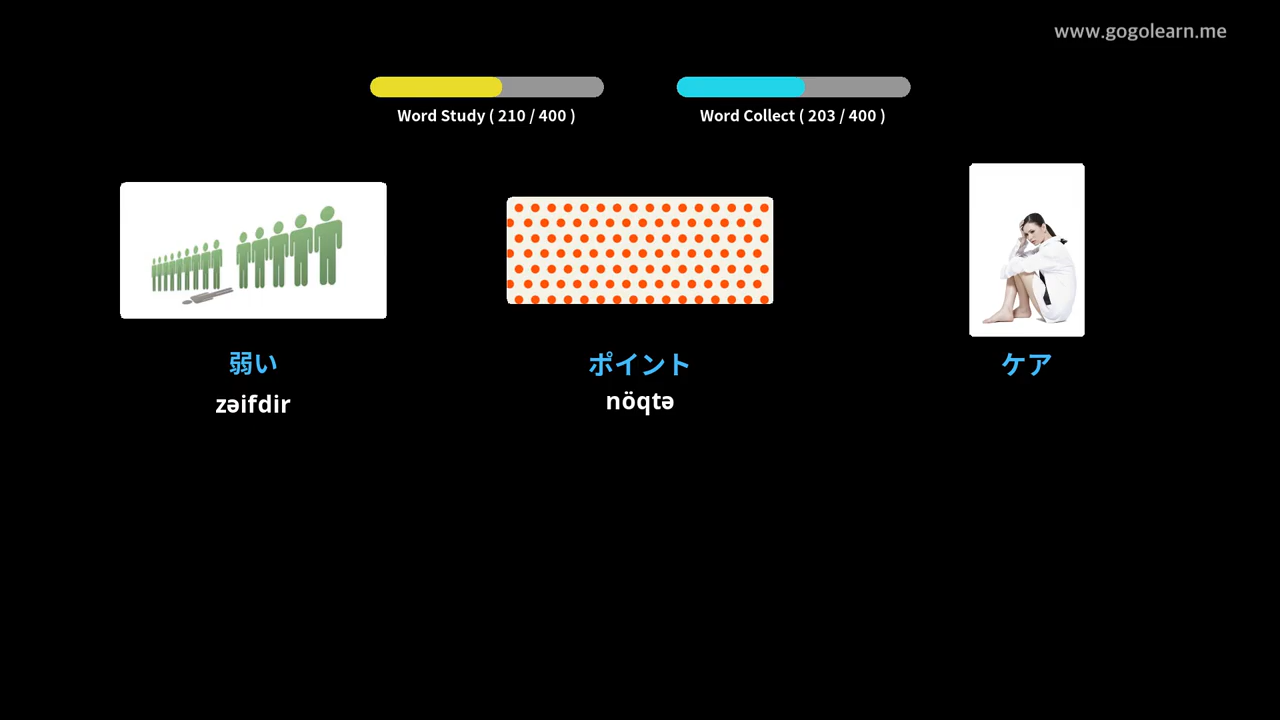 www.gogolearn.me
Word Study ( 210 / 400 )
Word Collect ( 203 / 400 )
弱い
ポイント
ケア
zəifdir
nöqtə